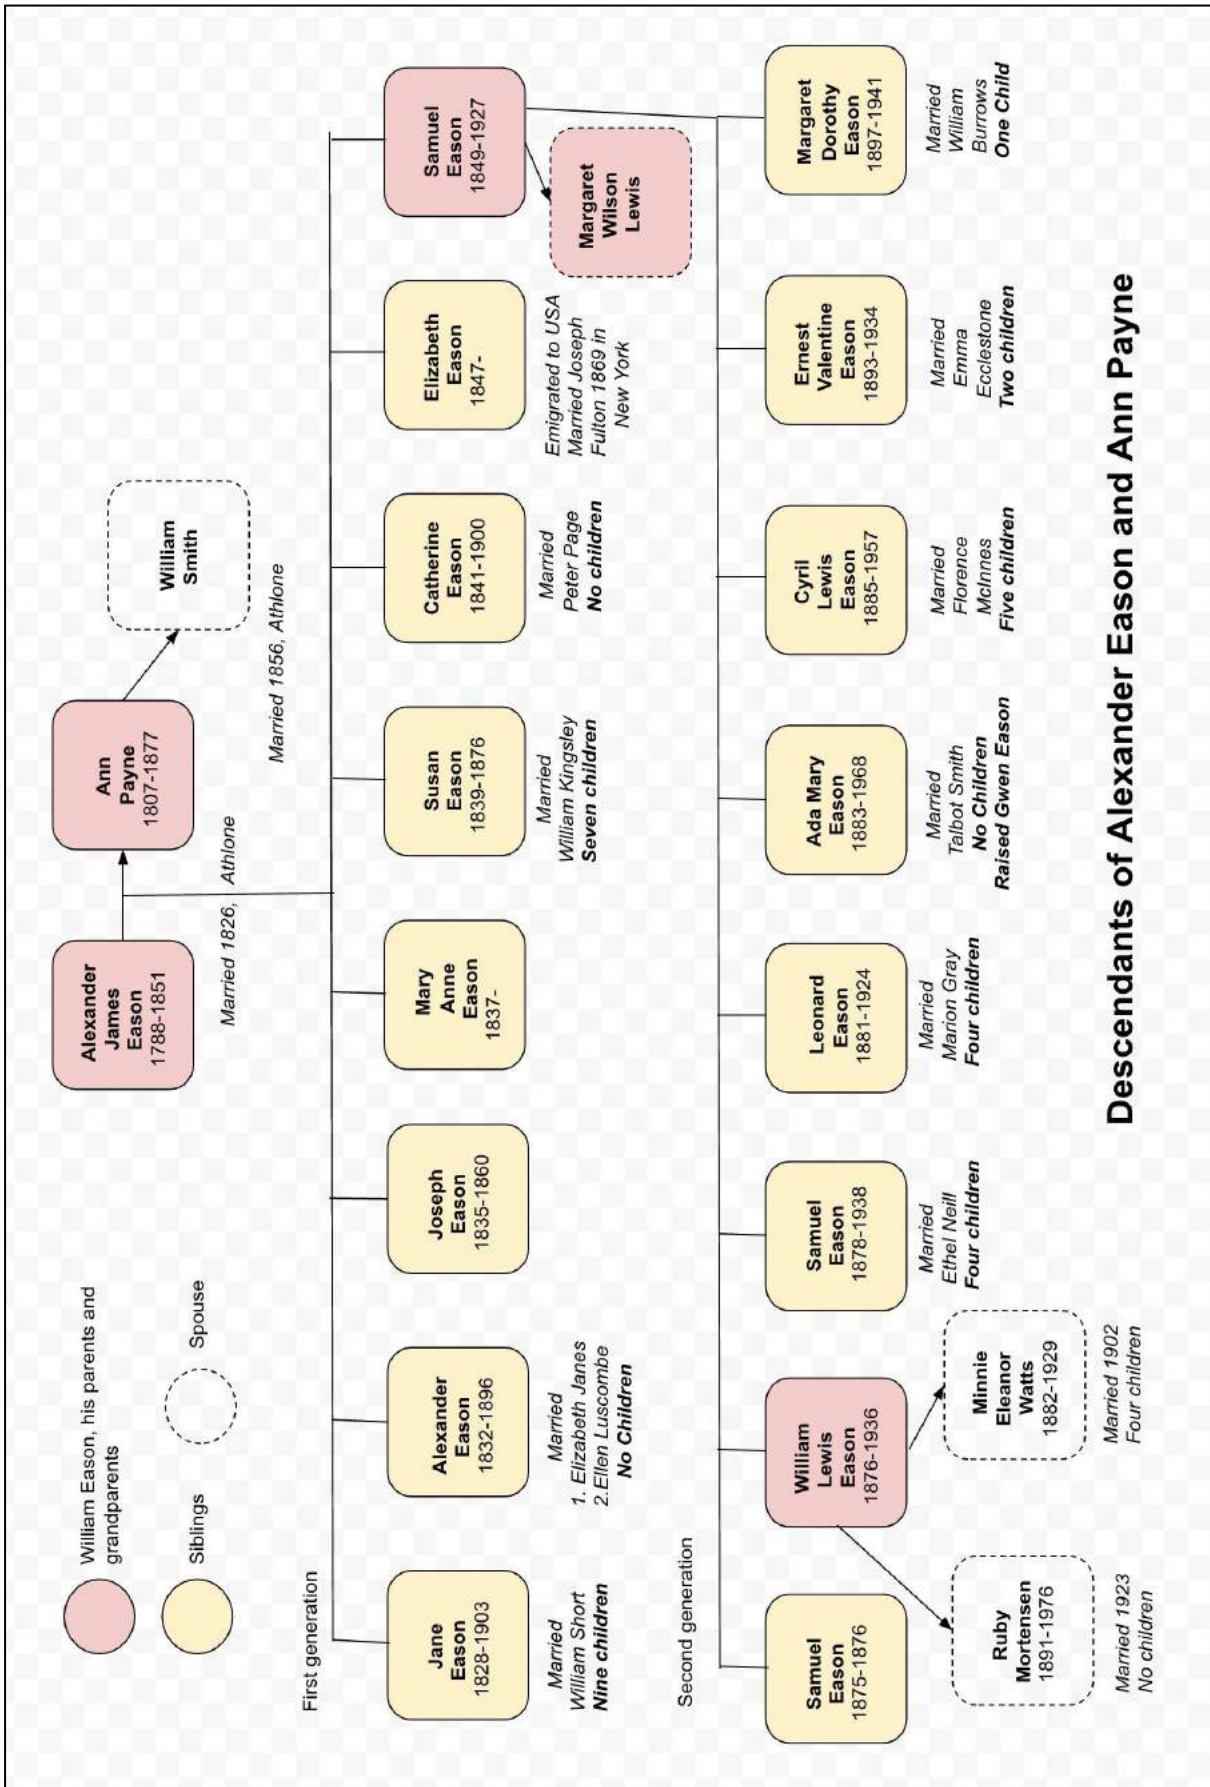 William Eason, his parents and
grandparents
Siblings
Spouse
Alexander
James
Eason
1788-1851
Ann
Payne
1807-1877
William
Smith
Married 1826, Athlone
Married 1856, Athlone
First generation
Jane
Eason
1828-1903
Married
William Short
Nine children
Alexander
Eason
1832-1896
Married
1. Elizabeth Janes
2.Ellen Luscombe
No Children
Joseph
Eason
1835-1860
Mary
Anne
Eason
1837-
Susan
Eason
1839-1876
Married
William Kingsley
Seven children
Catherine
Eason
1841-1900
Married
Peter Page
No children
Elizabeth
Eason
1847-
Emigrated to USA
Married Joseph
Fulton 1869 in
New York
Samuel
Eason
1849-1927
Margaret
Wilson
Lewis
Second generation
Samuel
Eason
1875-1876
William
Lewis
Eason
1876-1936
Ruby
Mortensen
1891-1976
Married 1923
No children
Minnie
Eleanor
Watts
1882-1929
Married 1902
Four children
Samuel
Eason
1878-1938
Married
Ethel Neill
Four children
Leonard
Eason
1881-1924
Married
Marion Gray
Four children
Ada Mary
Eason
1883-1968
Married
Talbot Smith
No Children
Raised Gwen Eason
Cyril
Lewis
Eason
1885-1957
Married
Florence
McInnes
Five children
Ernest
Valentine
Eason
1893-1934
Married
Emma
Ecclestone
Two children
Margaret
Dorothy
Eason
1897-1941
Married
William
Burrows
One Child
Descendants of Alexander Eason and Ann Payne